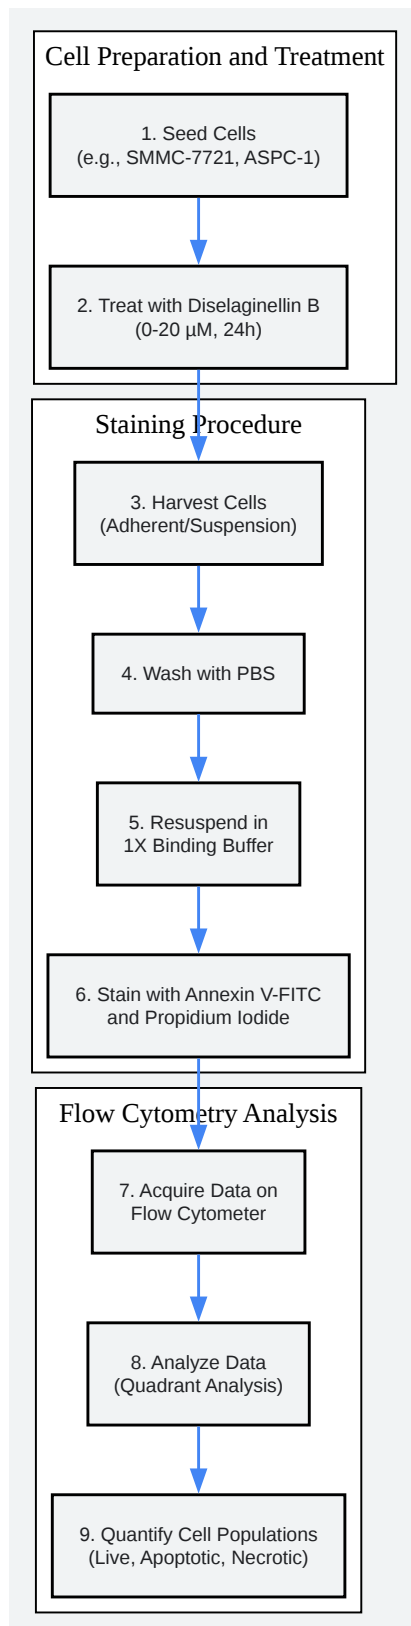 Cell Preparation and Treatment
1. Seed Cells
(e.g., SMMC-7721, ASPC-1)
2. Treat with Diselaginellin B
(0-20 µM, 24h)
Staining Procedure
3. Harvest Cells
(Adherent/Suspension)
4. Wash with PBS
5. Resuspend in
1X Binding Buffer
6. Stain with Annexin V-FITC
and Propidium Iodide
Flow Cytometry Analysis
7. Acquire Data on
Flow Cytometer
8. Analyze Data
(Quadrant Analysis)
9. Quantify Cell Populations
(Live, Apoptotic, Necrotic)